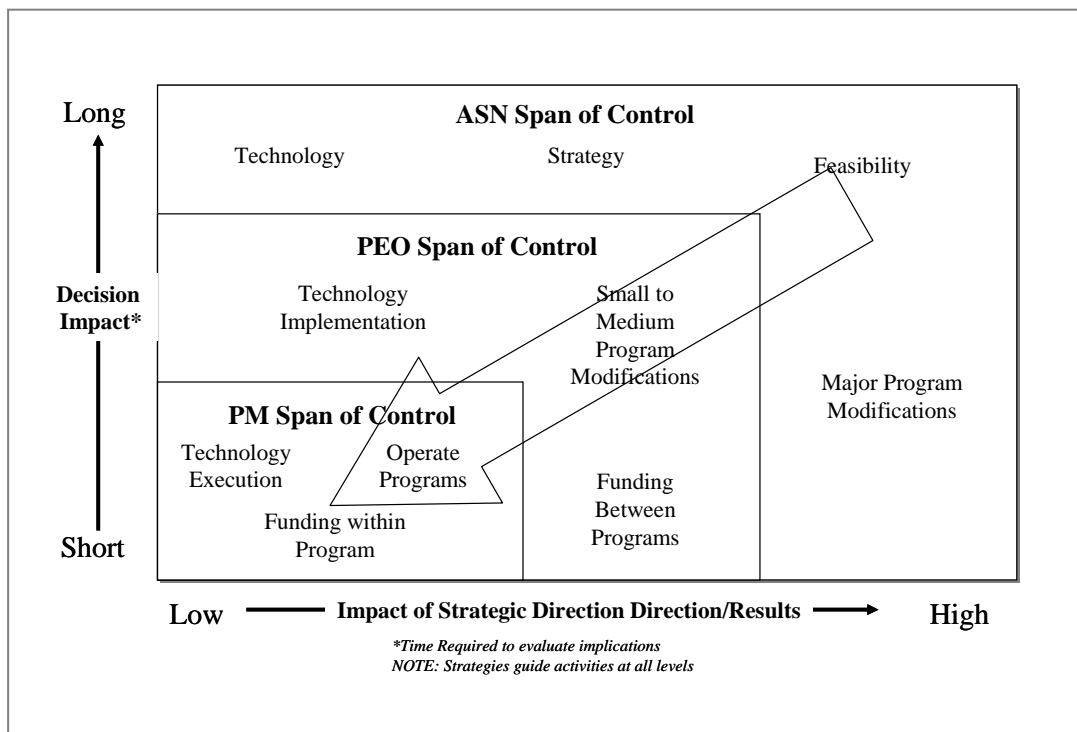 Long
ASN Span of Control
Technology
Strategy
Feasibility
PEO Span of Control
Decision
Impact*
Technology
Implementation
Small to
Medium
Program
Modifications
Major Program
Modifications
PM Span of Control
Technology
Execution
Operate
Programs
Funding within
Program
Funding
Between
Programs
Short
Low
Impact of Strategic Direction Direction/Results
High
*Time Required to evaluate implications
NOTE: Strategies guide activities at all levels